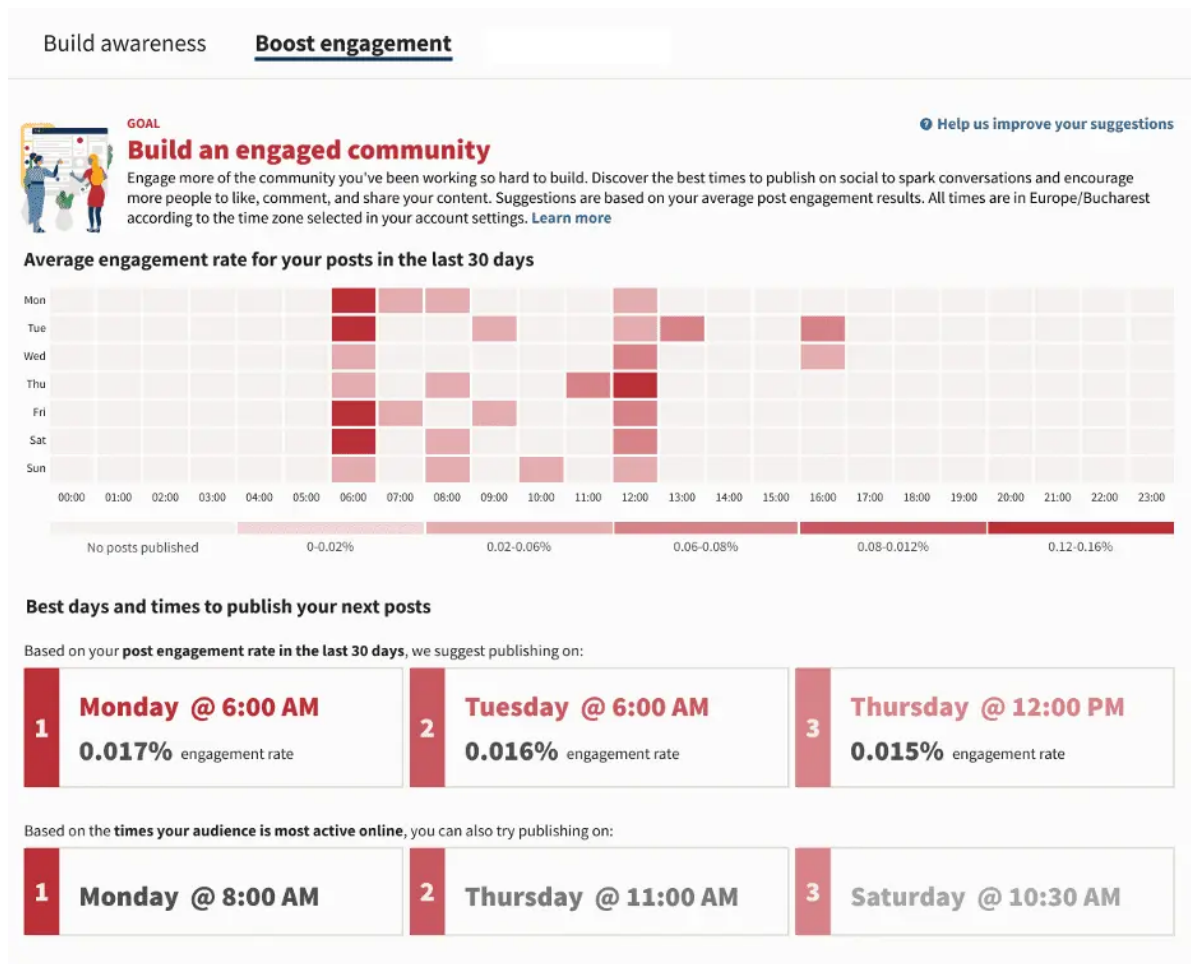 Build awareness
Boost engagement
GOAL
Build an engaged community
Help us improve your suggestions
Engage more of the community you've been working so hard to build. Discover the best times to publish on social to spark conversations and encourage
more people to like, comment, and share your content. Suggestions are based on your average post engagement results. All times are in Europe/Bucharest
according to the time zone selected in your account settings. Learn more
Average engagement rate for your posts in the last 30 days
Mon
Tue
Wed
Thu
Fri
Sat
Sun
00:00 01:00 02:00 03:00 04:00 05:00 06:00 07:00 08:00 09:00 10:00 11:00 12:00 13:00 14:00 15:00 16:00 17:00 18:00 19:00 20:00 21:00 22:00 23:00
No posts published 0-0.02% 0.02-0.06% 0.06-0.08% 0.08-0.012% 0.12-0.16%
Best days and times to publish your next posts
Based on your post engagement rate in the last 30 days, we suggest publishing on:
1
Monday @ 6:00 AM
0.017% engagement rate
2
Tuesday @ 6:00 AM
0.016% engagement rate
3
Thursday @ 12:00 PM
0.015% engagement rate
Based on the times your audience is most active online, you can also try publishing on:
1
Monday @ 8:00 AM
2
Thursday @ 11:00 AM
3
Saturday @ 10:30 AM